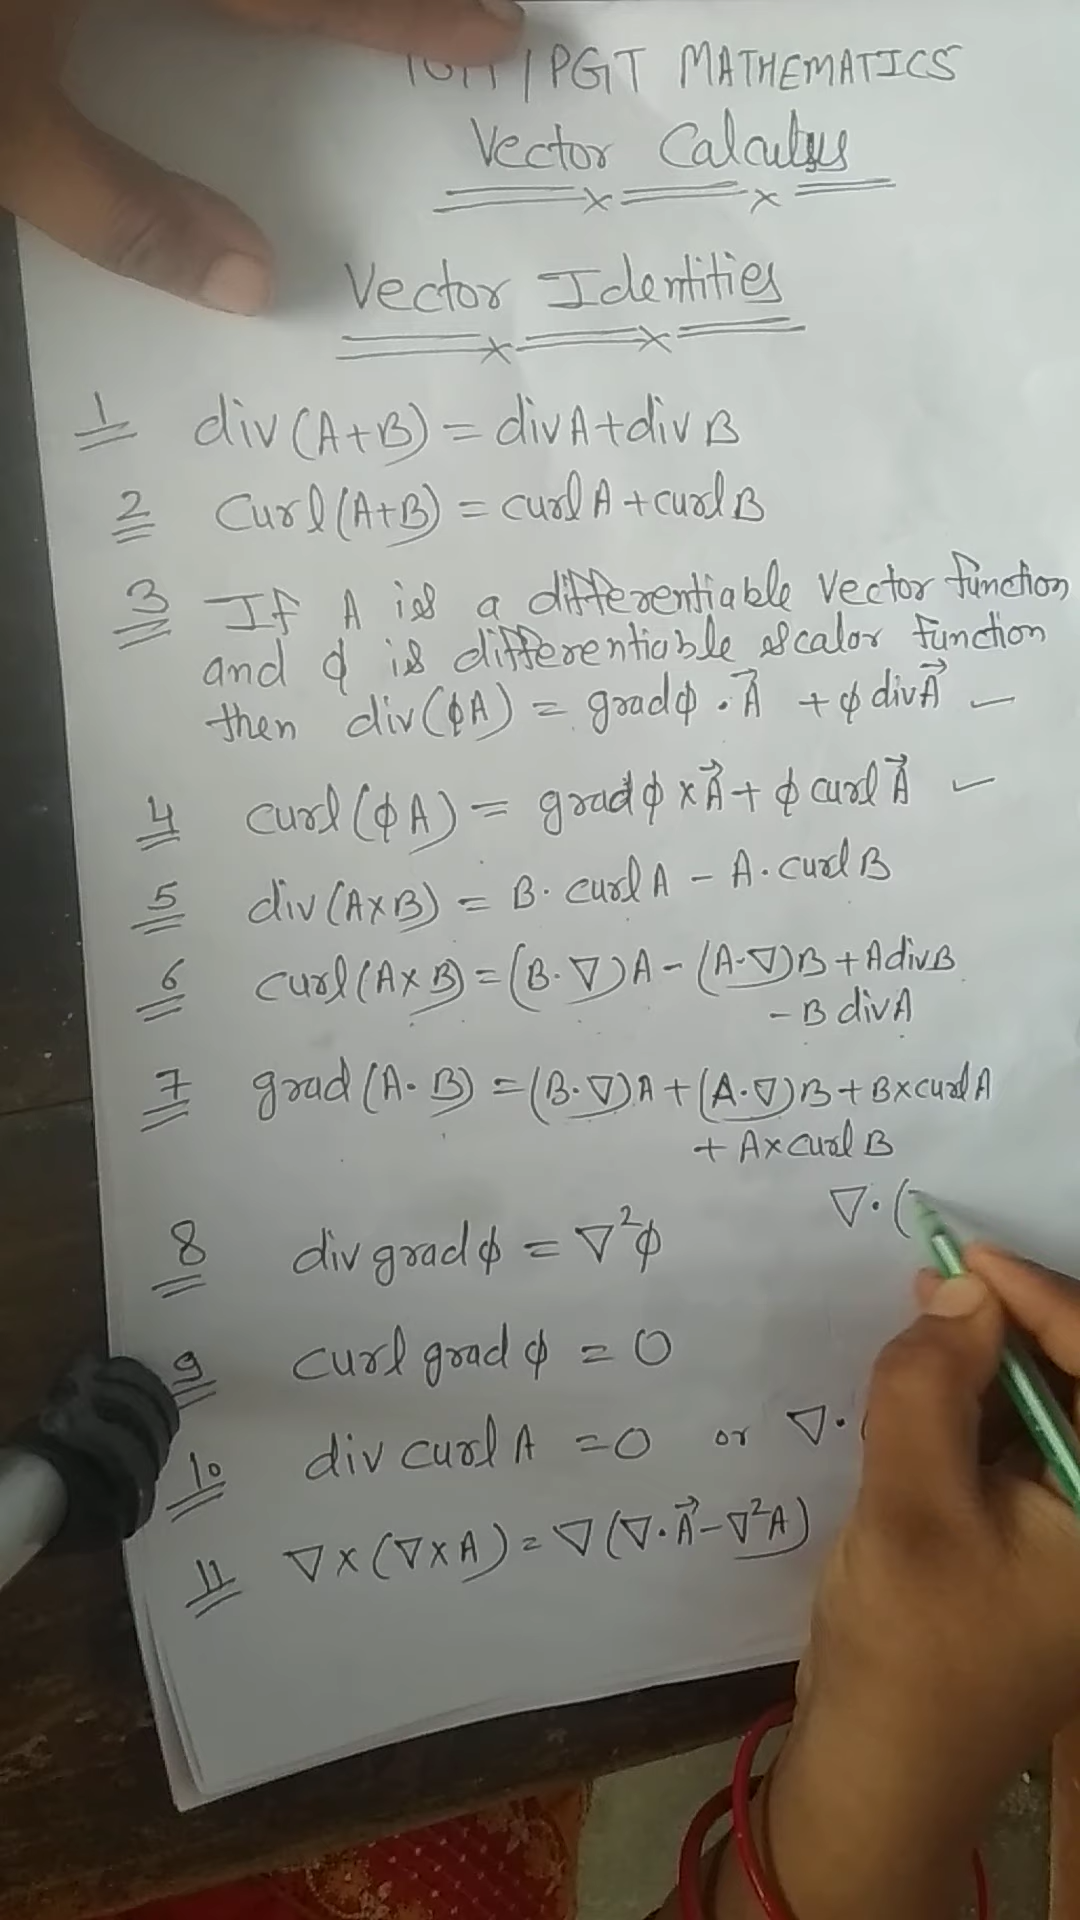 / PGT MATHEMATICS
Vector Calculus
Vector Identities
1 div (A+B) = div A + div B
2 Curl (A+B) = curl A + curl B
3 If A is a differentiable vector function
and ϕ is differentiable scalor function
then div (ϕA) = grad ϕ . A⃗ + ϕ div A⃗ –
4 curl (ϕA) = grad ϕ × A⃗ + ϕ curl A⃗ –
5 div (A×B) = B. curl A – A. curl B
6 curl (A×B) = (B.∇)A – (A.∇)B + A div B
– B div A
7 grad (A.B) = (B.∇)A + (A.∇)B + B×curl A
+ A×curl B
∇.(
8 div grad ϕ = ∇²ϕ
9 curl grad ϕ = 0
10 div curl A = 0 or ∇.(
11 ∇×(∇×A) = ∇(∇.A⃗ – ∇²A)